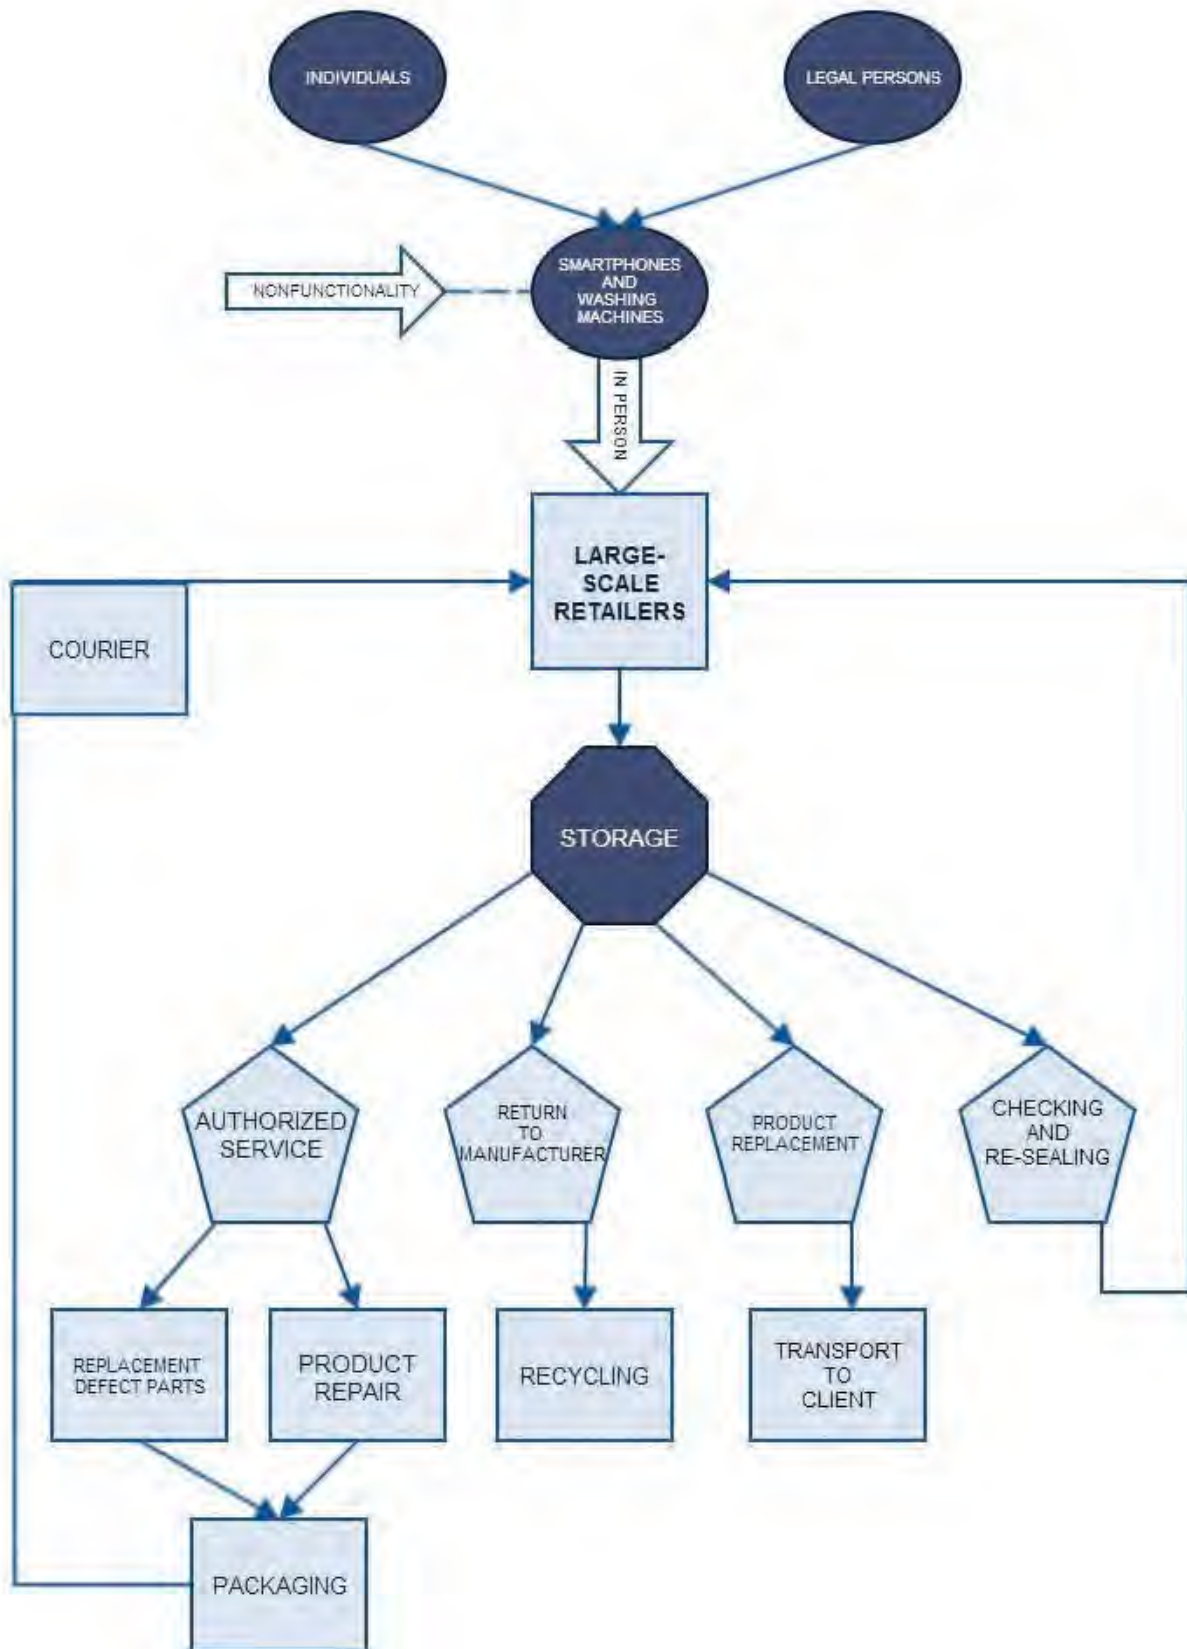 INDIVIDUALS
LEGAL PERSONS
SMARTPHONES
AND
WASHING
MACHINES
NONFUNCTIONALITY
IN PERSON
LARGE-
SCALE
RETAILERS
COURIER
STORAGE
AUTHORIZED
SERVICE
RETURN
TO
MANUFACTURER
PRODUCT
REPLACEMENT
CHECKING
AND
RE-SEALING
REPLACEMENT
DEFECT PARTS
PRODUCT
REPAIR
RECYCLING
TRANSPORT
TO
CLIENT
PACKAGING